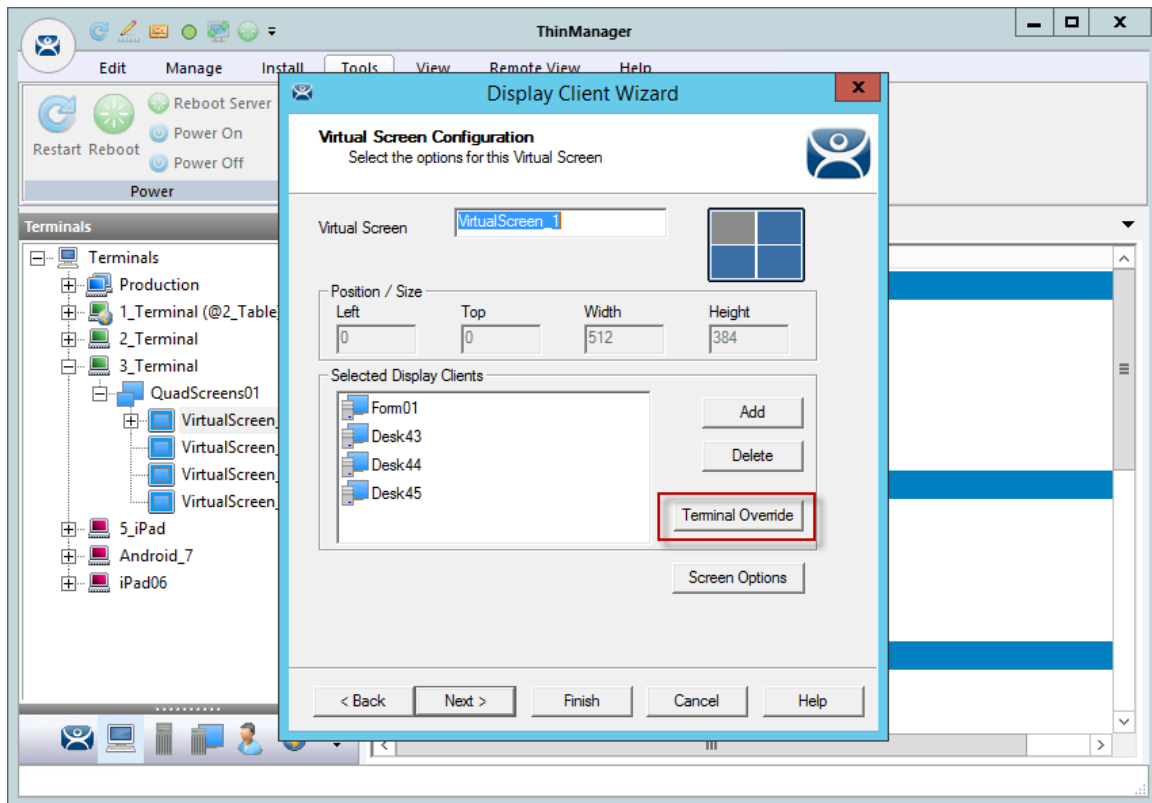 ThinManager
Edit Manage Install Tools View Remote View Help
Restart Reboot
Reboot Server
Power On
Power Off
Power
Terminals
Terminals
Production
1_Terminal (@2_Table
2_Terminal
3_Terminal
QuadScreens01
VirtualScreen_
VirtualScreen_
VirtualScreen_
VirtualScreen_
5_iPad
Android_7
iPad06
Display Client Wizard
x
Virtual Screen Configuration
Select the options for this Virtual Screen
Virtual Screen VirtualScreen_1
Position / Size
Left Top Width Height
0 0 512 384
Selected Display Clients
Form01
Desk43
Desk44
Desk45
Add
Delete
Terminal Override
Screen Options
< Back Next > Finish Cancel Help